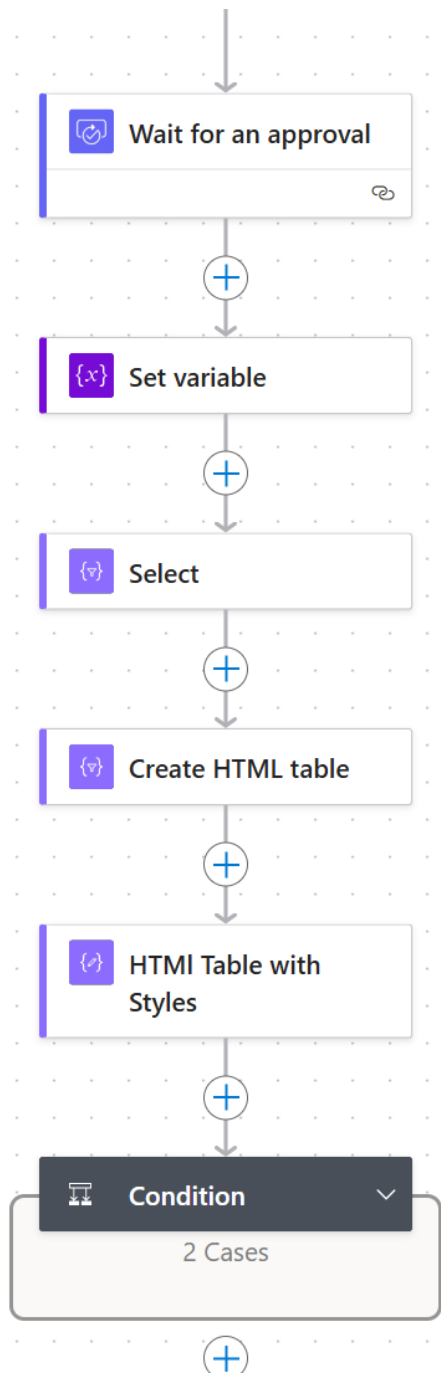 Wait for an approval
{x} Set variable
Select
Create HTML table
HTMl Table with
Styles
Condition
2 Cases